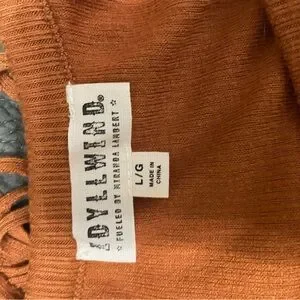 IDYLLWIND®
FUELED BY MIRANDA LAMBERT
L/G
MADE IN
CHINA